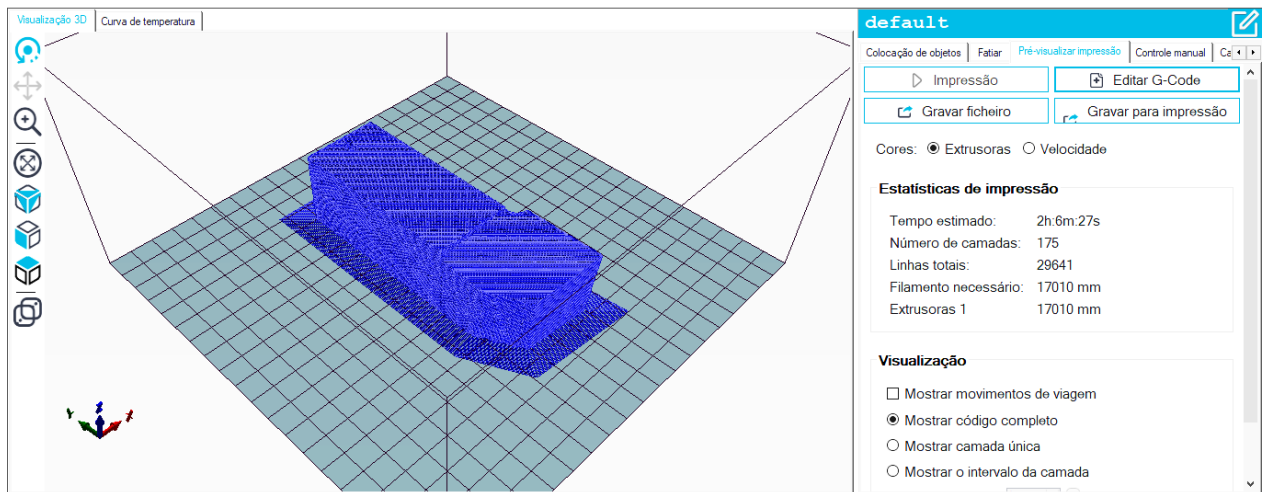 Visualização 3D
Curva de temperatura
default
Colocação de objetos
Fatiar
Pré-visualizar impressão
Controle manual
Impressão
Editar G-Code
Gravar ficheiro
Gravar para impressão
Cores: Extrusoras Velocidade
Estatísticas de impressão
Tempo estimado: 2h:6m:27s
Número de camadas: 175
Linhas totais: 29641
Filamento necessário: 17010 mm
Extrusoras 1 17010 mm
Visualização
Mostrar movimentos de viagem
Mostrar código completo
Mostrar camada única
Mostrar o intervalo da camada